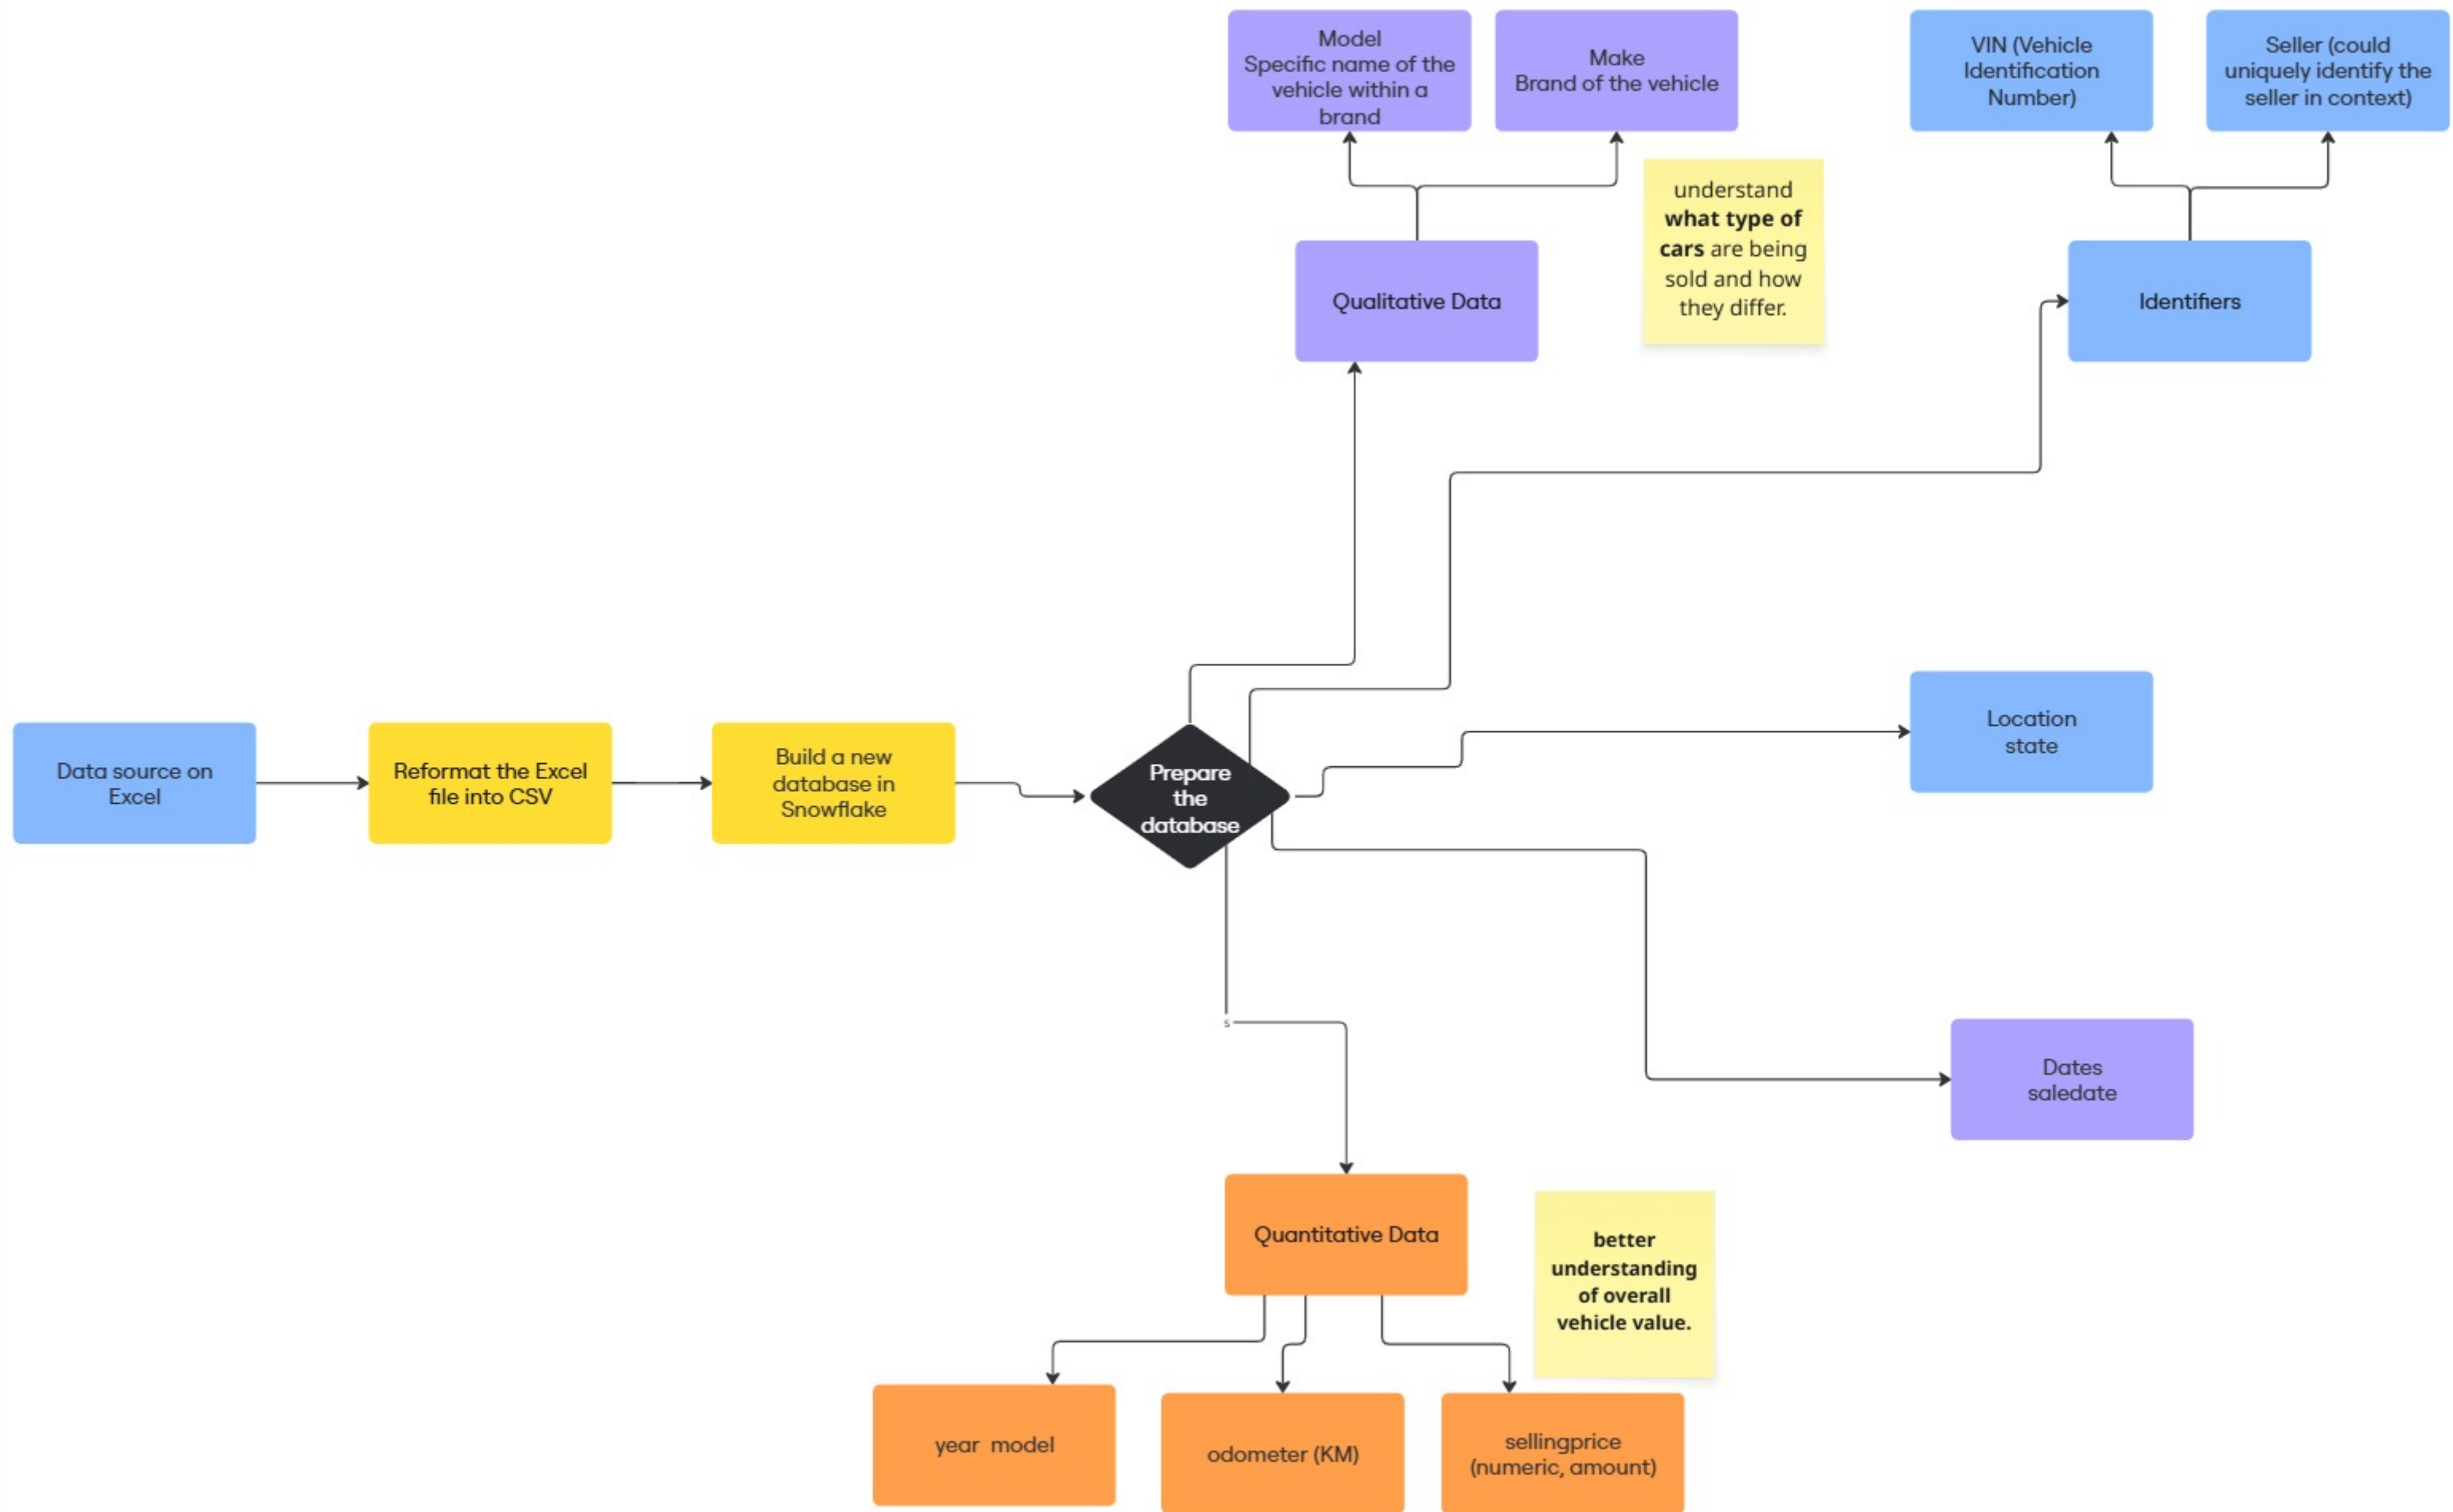 Model
Specific name of the
vehicle within a
brand
Make
Brand of the vehicle
VIN (Vehicle
Identification
Number)
Seller (could
uniquely identify the
seller in context)
understand
what type of
cars are being
sold and how
they differ.
Qualitative Data
Identifiers
Location
state
Data source on
Excel
Reformat the Excel
file into CSV
Build a new
database in
Snowflake
Prepare
the
database
s
Dates
saledate
Quantitative Data
better
understanding
of overall
vehicle value.
year  model
odometer (KM)
sellingprice
(numeric, amount)